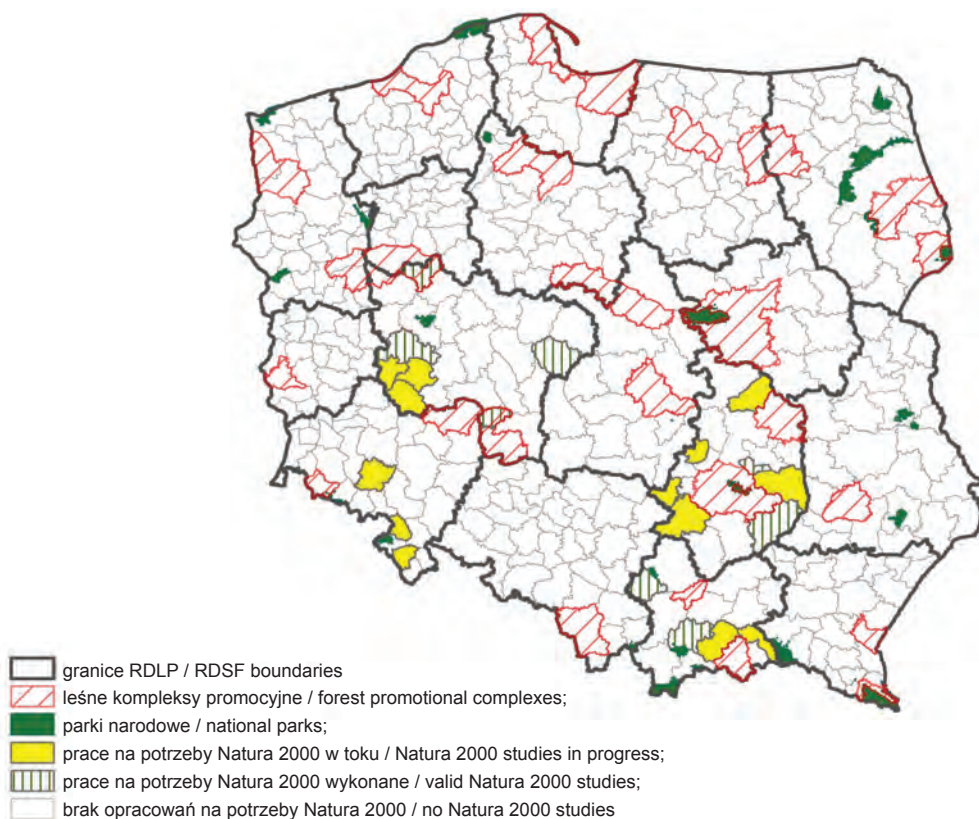 granice RDLP / RDSF boundaries
leśne kompleksy promocyjne / forest promotional complexes;
parki narodowe / national parks;
prace na potrzeby Natura 2000 w toku / Natura 2000 studies in progress;
prace na potrzeby Natura 2000 wykonane / valid Natura 2000 studies;
brak opracowań na potrzeby Natura 2000 / no Natura 2000 studies